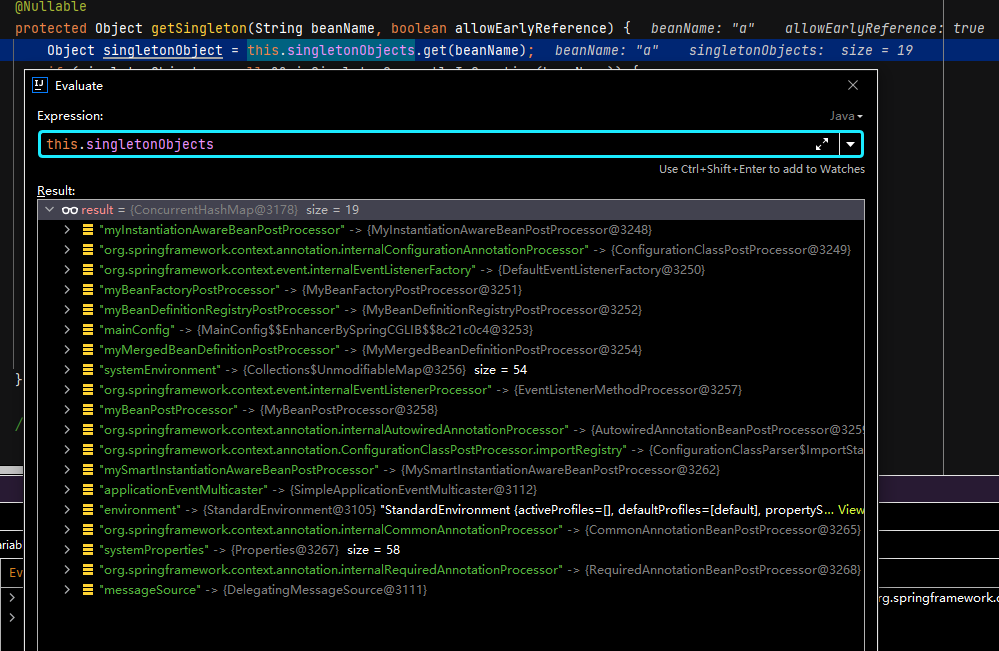 @Nullable
protected Object getSingleton(String beanName, boolean allowEarlyReference) { beanName: "a" allowEarlyReference: true
Object singletonObject = this.singletonObjects.get(beanName); beanName: "a" singletonObjects: size = 19
Evaluate
Expression:
Java
this.singletonObjects
Use Ctrl+Shift+Enter to add to Watches
Result:
result = {ConcurrentHashMap@3178} size = 19
"myInstantiationAwareBeanPostProcessor" -> {MyInstantiationAwareBeanPostProcessor@3248}
"org.springframework.context.annotation.internalConfigurationAnnotationProcessor" -> {ConfigurationClassPostProcessor@3249}
"org.springframework.context.event.internalEventListenerFactory" -> {DefaultEventListenerFactory@3250}
"myBeanFactoryPostProcessor" -> {MyBeanFactoryPostProcessor@3251}
"myBeanDefinitionRegistryPostProcessor" -> {MyBeanDefinitionRegistryPostProcessor@3252}
"mainConfig" -> {MainConfig$$EnhancerBySpringCGLIB$$8c21c0c4@3253}
"myMergedBeanDefinitionPostProcessor" -> {MyMergedBeanDefinitionPostProcessor@3254}
"systemEnvironment" -> {Collections$UnmodifiableMap@3256} size = 54
}
"org.springframework.context.event.internalEventListenerProcessor" -> {EventListenerMethodProcessor@3257}
"myBeanPostProcessor" -> {MyBeanPostProcessor@3258}
/
"org.springframework.context.annotation.internalAutowiredAnnotationProcessor" -> {AutowiredAnnotationBeanPostProcessor@3259
"org.springframework.context.annotation.ConfigurationClassPostProcessor.importRegistry" -> {ConfigurationClassParser$ImportSta
"mySmartInstantiationAwareBeanPostProcessor" -> {MySmartInstantiationAwareBeanPostProcessor@3262}
"applicationEventMulticaster" -> {SimpleApplicationEventMulticaster@3112}
"environment" -> {StandardEnvironment@3105} "StandardEnvironment {activeProfiles=[], defaultProfiles=[default], propertyS... View
"org.springframework.context.annotation.internalCommonAnnotationProcessor" -> {CommonAnnotationBeanPostProcessor@3265}
ariab
"systemProperties" -> {Properties@3267} size = 58
Ev
"org.springframework.context.annotation.internalRequiredAnnotationProcessor" -> {RequiredAnnotationBeanPostProcessor@3268}
"messageSource" -> {DelegatingMessageSource@3111}
rg.springframework.c